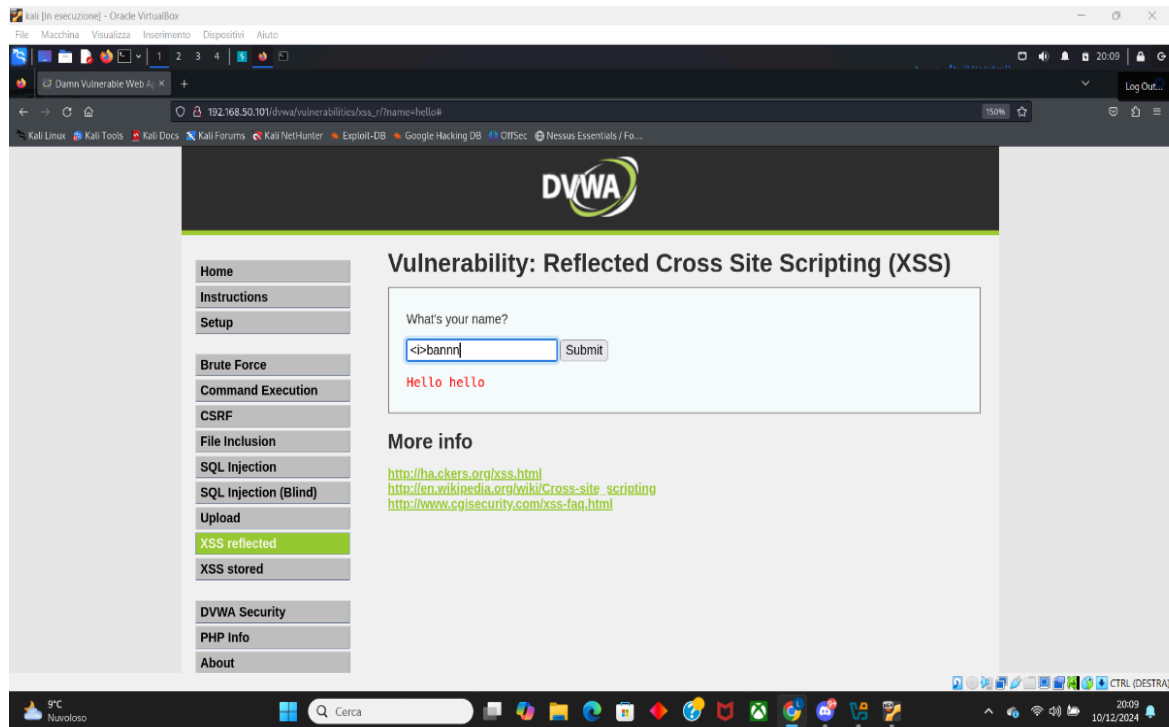 kali [In esecuzione] - Oracle VirtualBox
File Macchina Visualizza Inserimento Dispositivi Aiuto
1 2 3 4
20:09
Damn Vulnerable Web Ap
Log Out...
192.168.50.101/dvwa/vulnerabilities/xss_r/?name=hello#
150%
Kali Linux Kali Tools Kali Docs Kali Forums Kali NetHunter Exploit-DB Google Hacking DB OffSec Nessus Essentials / Fo...
DVWA
Home
Instructions
Setup
Brute Force
Command Execution
CSRF
File Inclusion
SQL Injection
SQL Injection (Blind)
Upload
XSS reflected
XSS stored
DVWA Security
PHP Info
About
Vulnerability: Reflected Cross Site Scripting (XSS)
What's your name?
<i>bannn
Submit
Hello hello
More info
http://ha.ckers.org/xss.html
http://en.wikipedia.org/wiki/Cross-site_scripting
http://www.cgisecurity.com/xss-faq.html
CTRL (DESTRA)
9°C
Nuvoloso
Cerca
20:09
10/12/2024